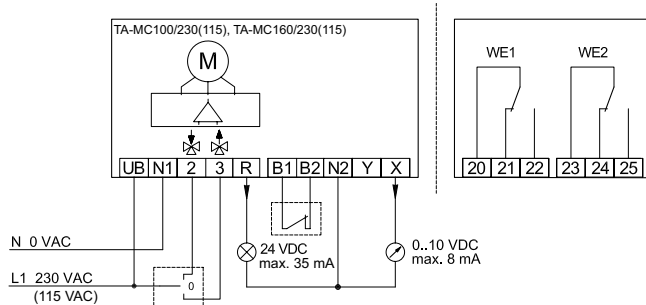 TA-MC100/230(115), TA-MC160/230(115)
M
UB N1 2 3 R B1 B2 N2 Y X
N 0 VAC
L1 230 VAC
(115 VAC)
0
24 VDC
max. 35 mA
0..10 VDC
max. 8 mA
WE1 WE2
20 21 22 23 24 25